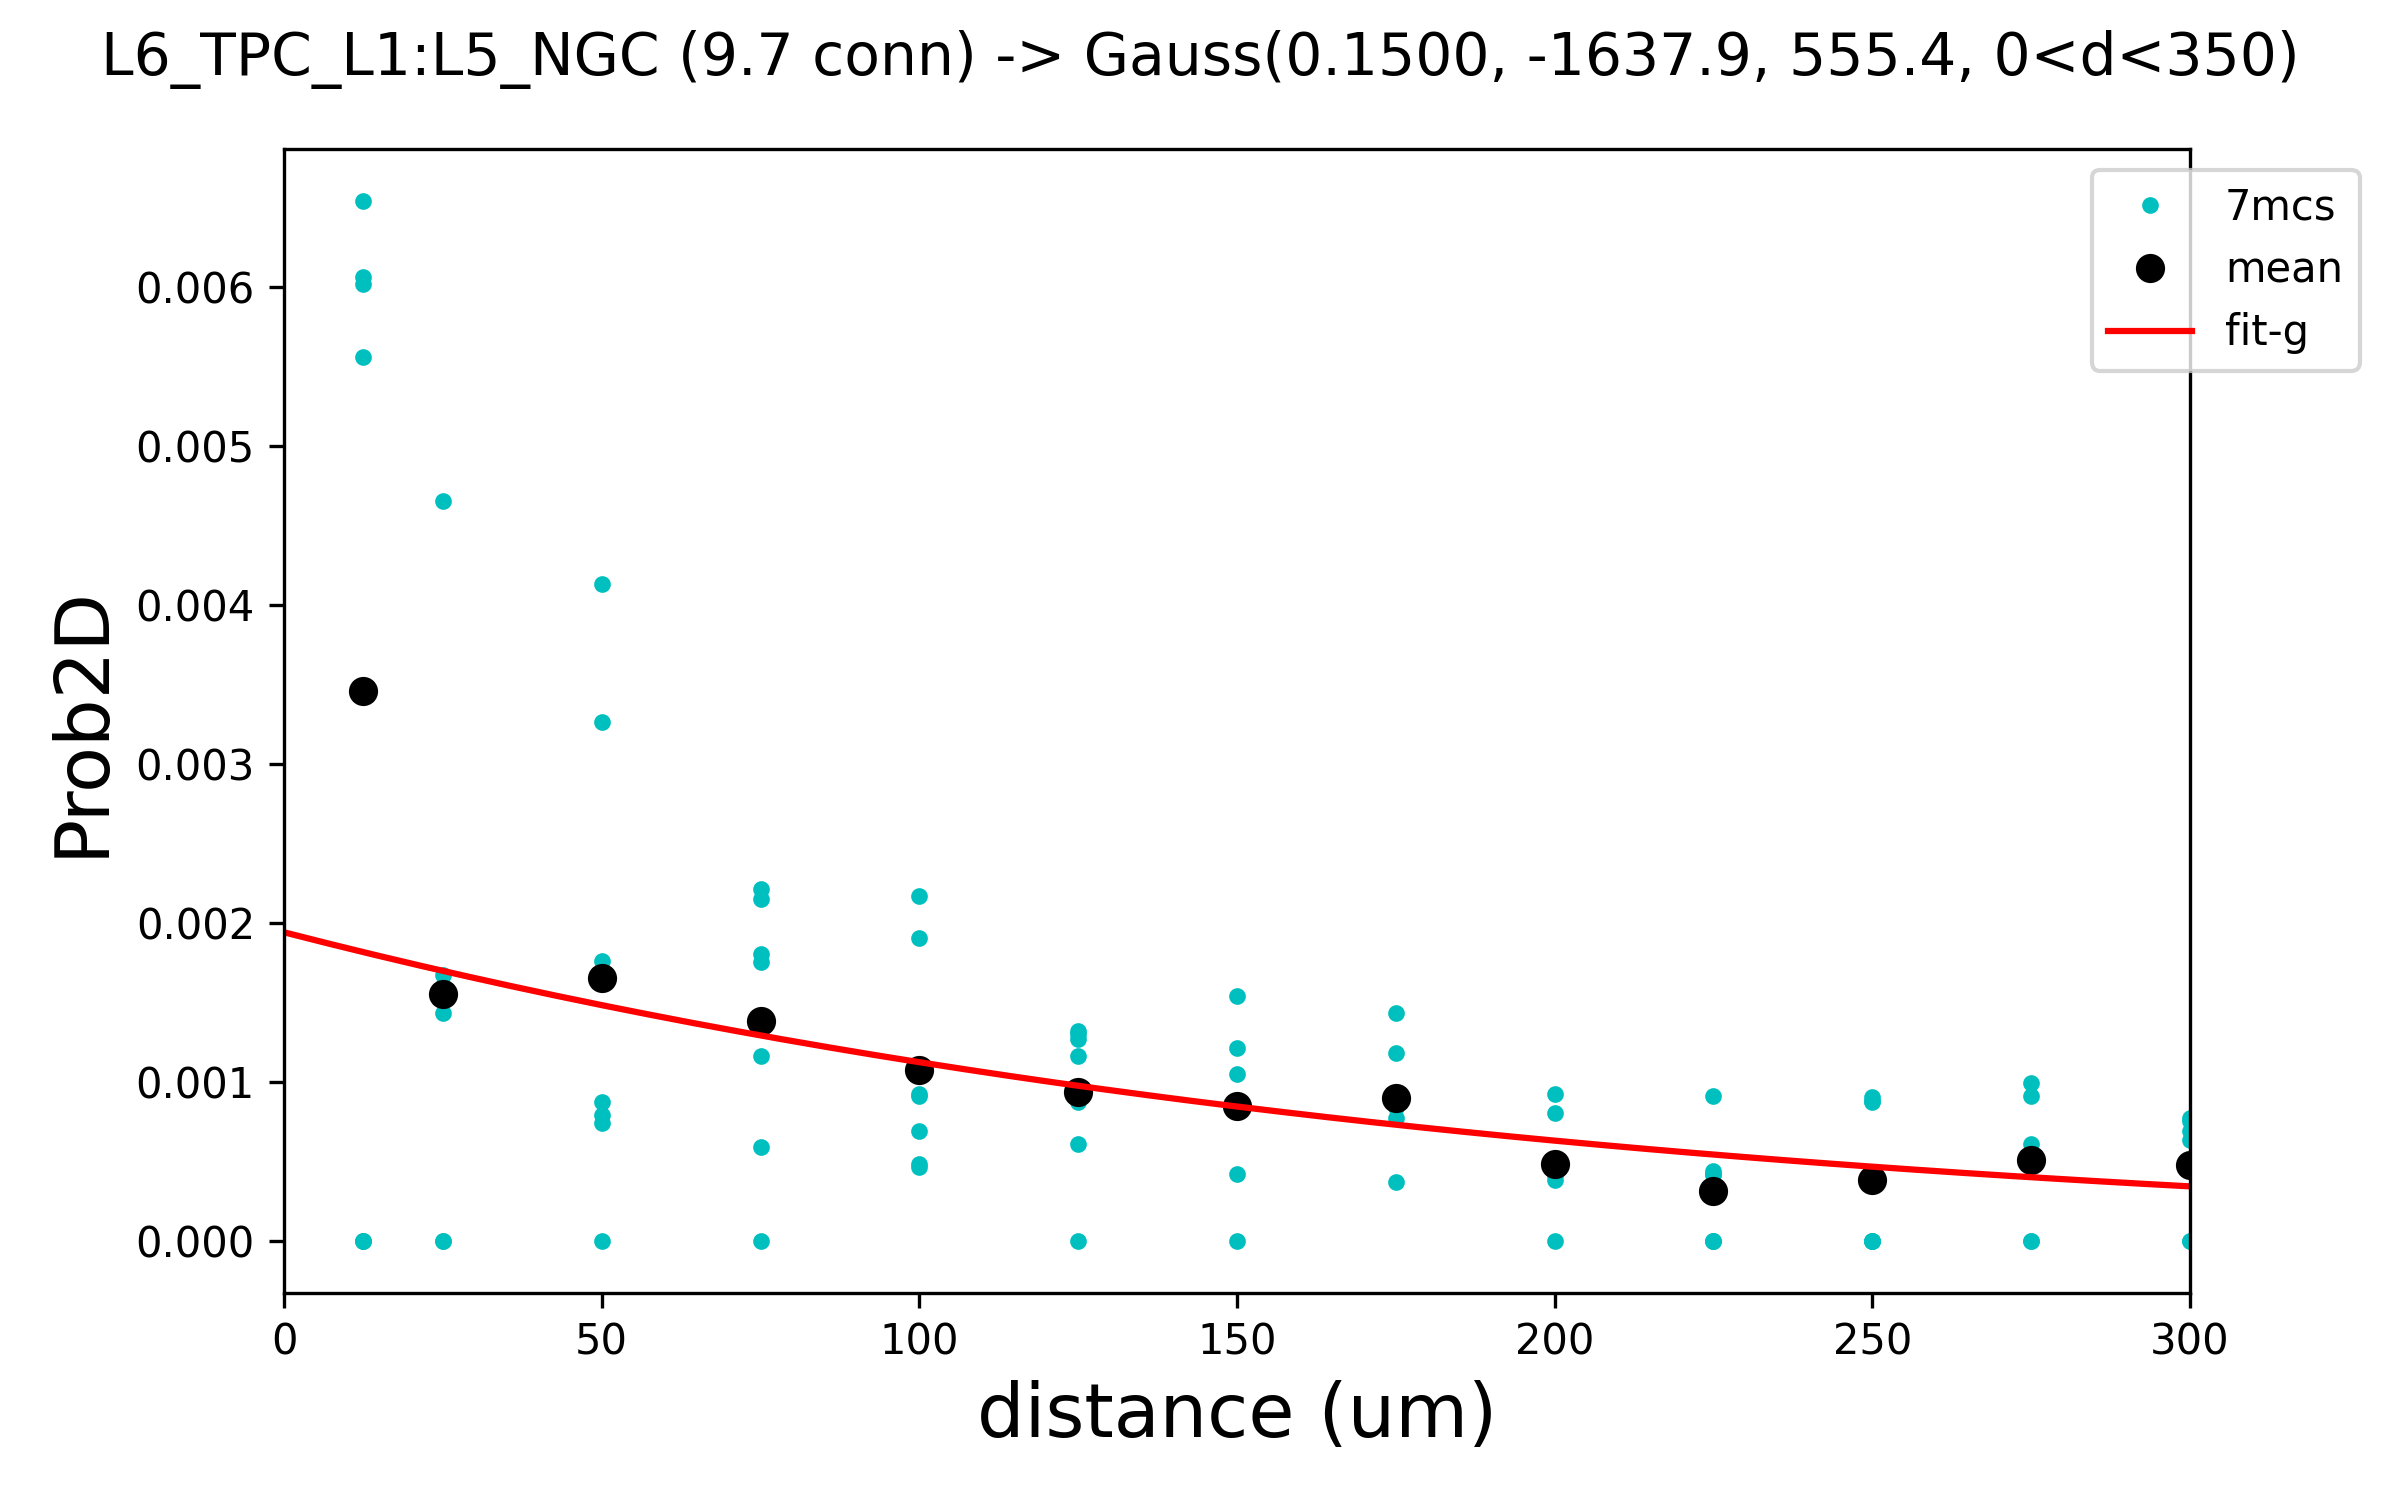 L6_TPC_L1:L5_NGC (9.7 conn) -> Gauss(0.1500, -1637.9, 555.4, 0<d<350)
7mcs
mean
fit-g
0.006
0.005
0.004
0.003
0.002
0.001
0.000
Prob2D
0 50 100 150 200 250 300
distance (um)